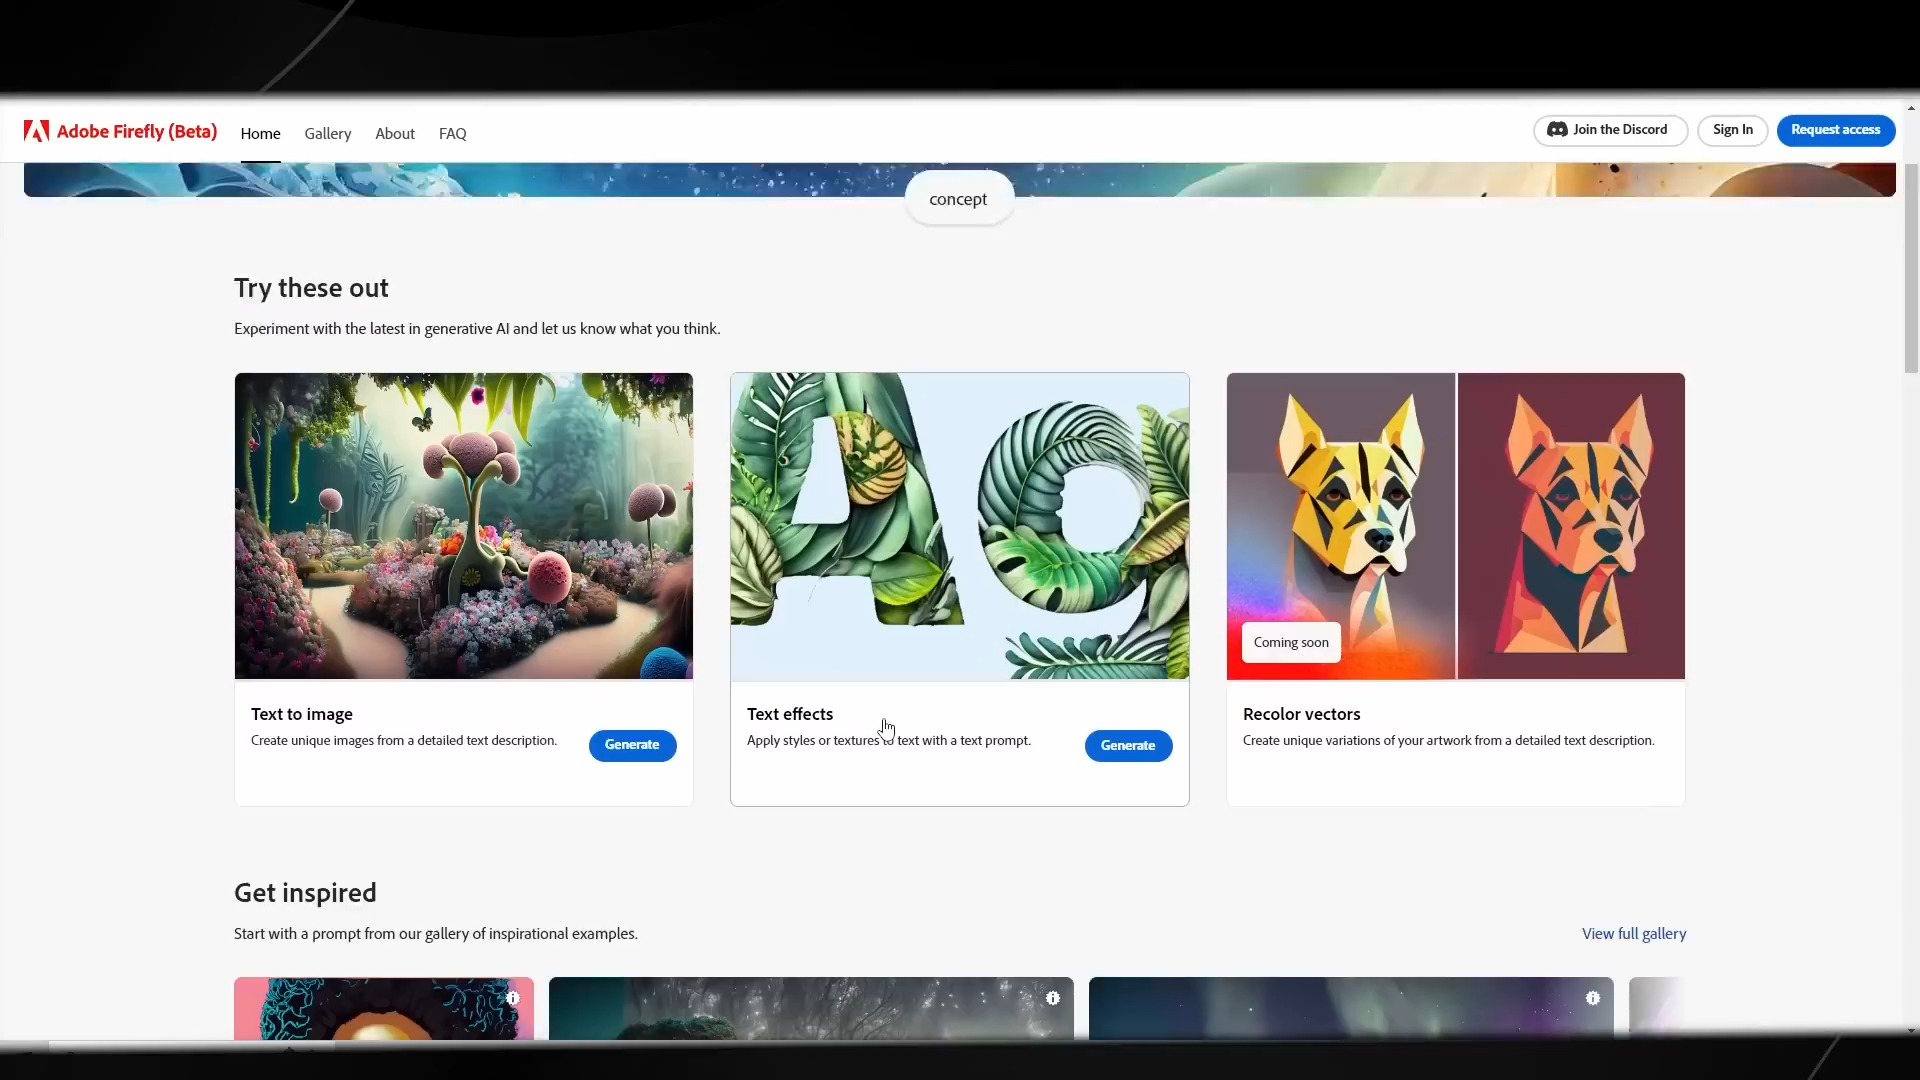 Adobe Firefly (Beta) Home Gallery About FAQ Join the Discord Sign In Request access
concept
Try these out
Experiment with the latest in generative AI and let us know what you think.
Ag
Coming soon
Text to image
Create unique images from a detailed text description.
Generate
Text effects
Apply styles or textures to text with a text prompt.
Generate
Recolor vectors
Create unique variations of your artwork from a detailed text description.
Get inspired
Start with a prompt from our gallery of inspirational examples.
View full gallery